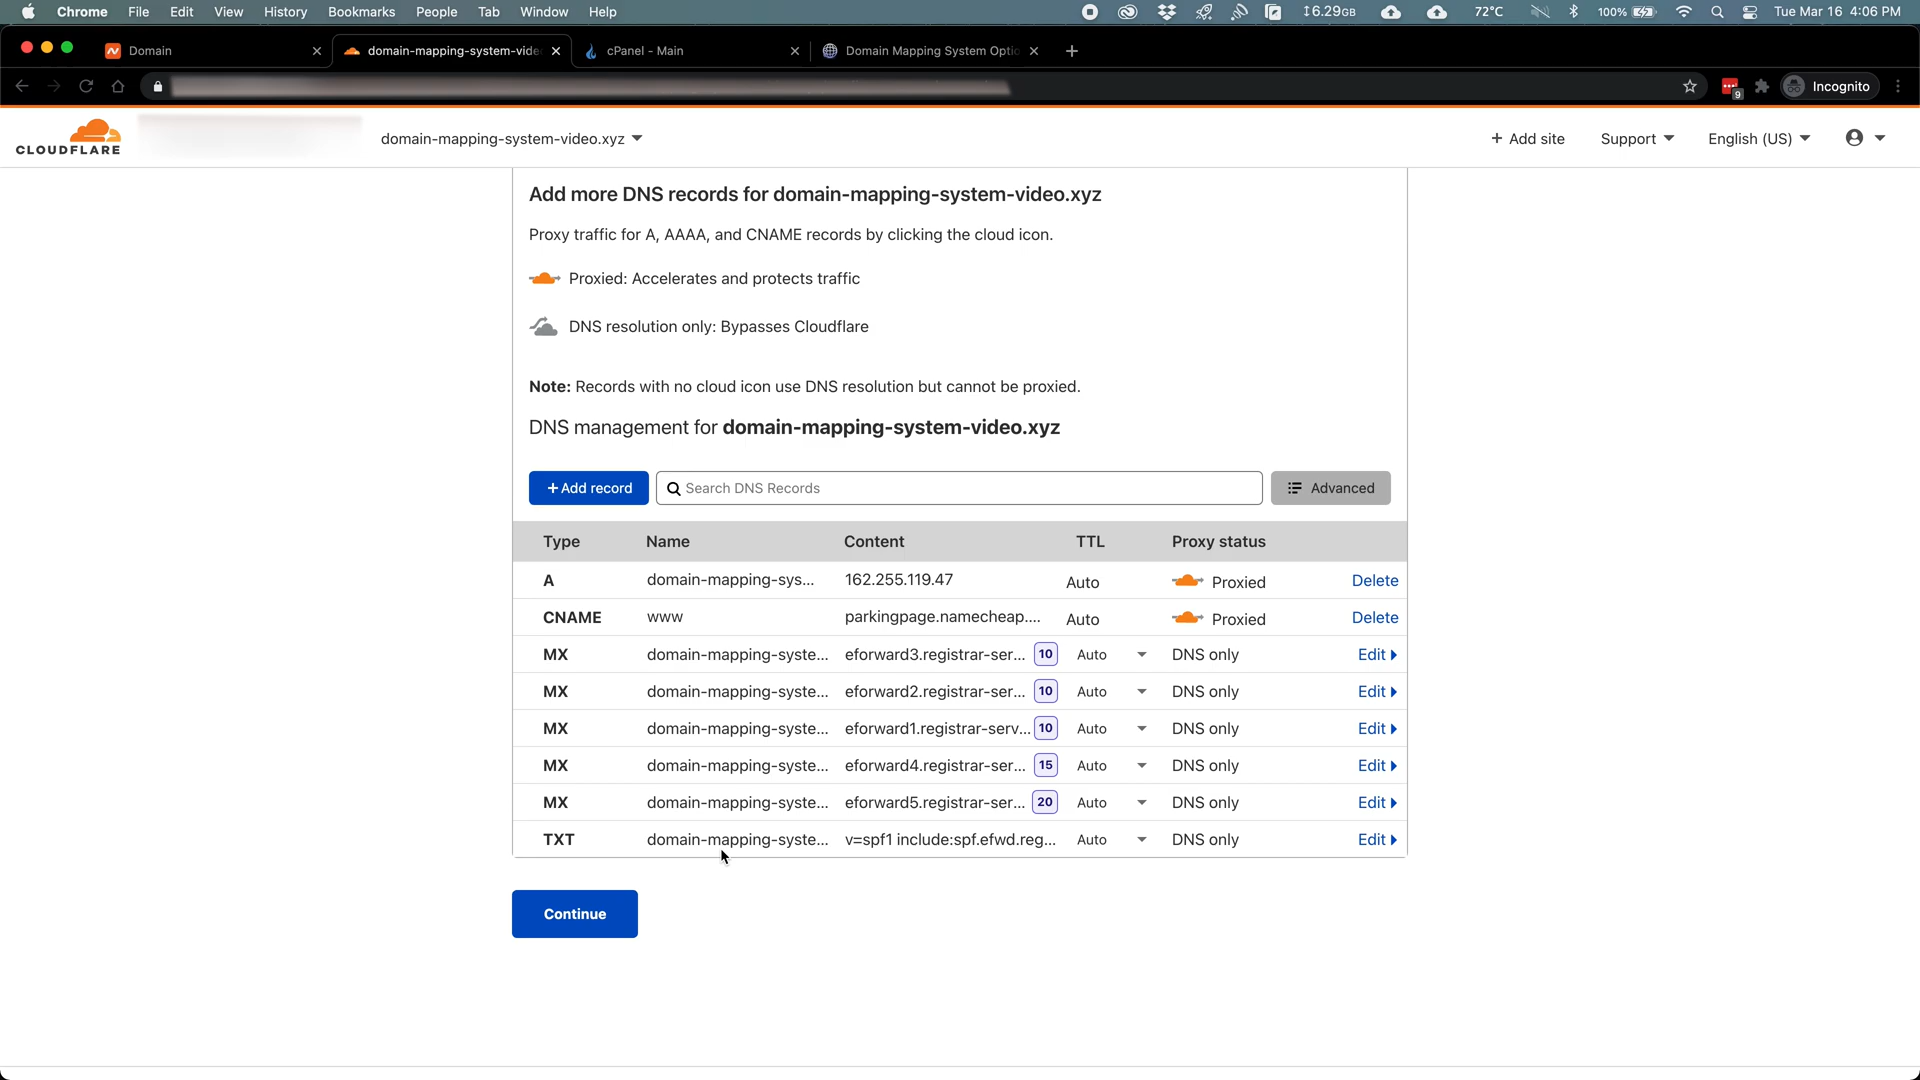 Chrome File Edit View History Bookmarks People Tab Window Help 6.29GB 72°C 100% Tue Mar 16 4:06 PM
Domain domain-mapping-system-vide cPanel - Main Domain Mapping System Optio
9 Incognito
CLOUDFLARE domain-mapping-system-video.xyz + Add site Support English (US)
Add more DNS records for domain-mapping-system-video.xyz
Proxy traffic for A, AAAA, and CNAME records by clicking the cloud icon.
Proxied: Accelerates and protects traffic
DNS resolution only: Bypasses Cloudflare
Note: Records with no cloud icon use DNS resolution but cannot be proxied.
DNS management for domain-mapping-system-video.xyz
+ Add record Search DNS Records Advanced
Type Name Content TTL Proxy status
A domain-mapping-sys... 162.255.119.47 Auto Proxied Delete
CNAME www parkingpage.namecheap.... Auto Proxied Delete
MX domain-mapping-syste... eforward3.registrar-ser... 10 Auto DNS only Edit
MX domain-mapping-syste... eforward2.registrar-ser... 10 Auto DNS only Edit
MX domain-mapping-syste... eforward1.registrar-serv... 10 Auto DNS only Edit
MX domain-mapping-syste... eforward4.registrar-ser... 15 Auto DNS only Edit
MX domain-mapping-syste... eforward5.registrar-ser... 20 Auto DNS only Edit
TXT domain-mapping-syste... v=spf1 include:spf.efwd.reg... Auto DNS only Edit
Continue